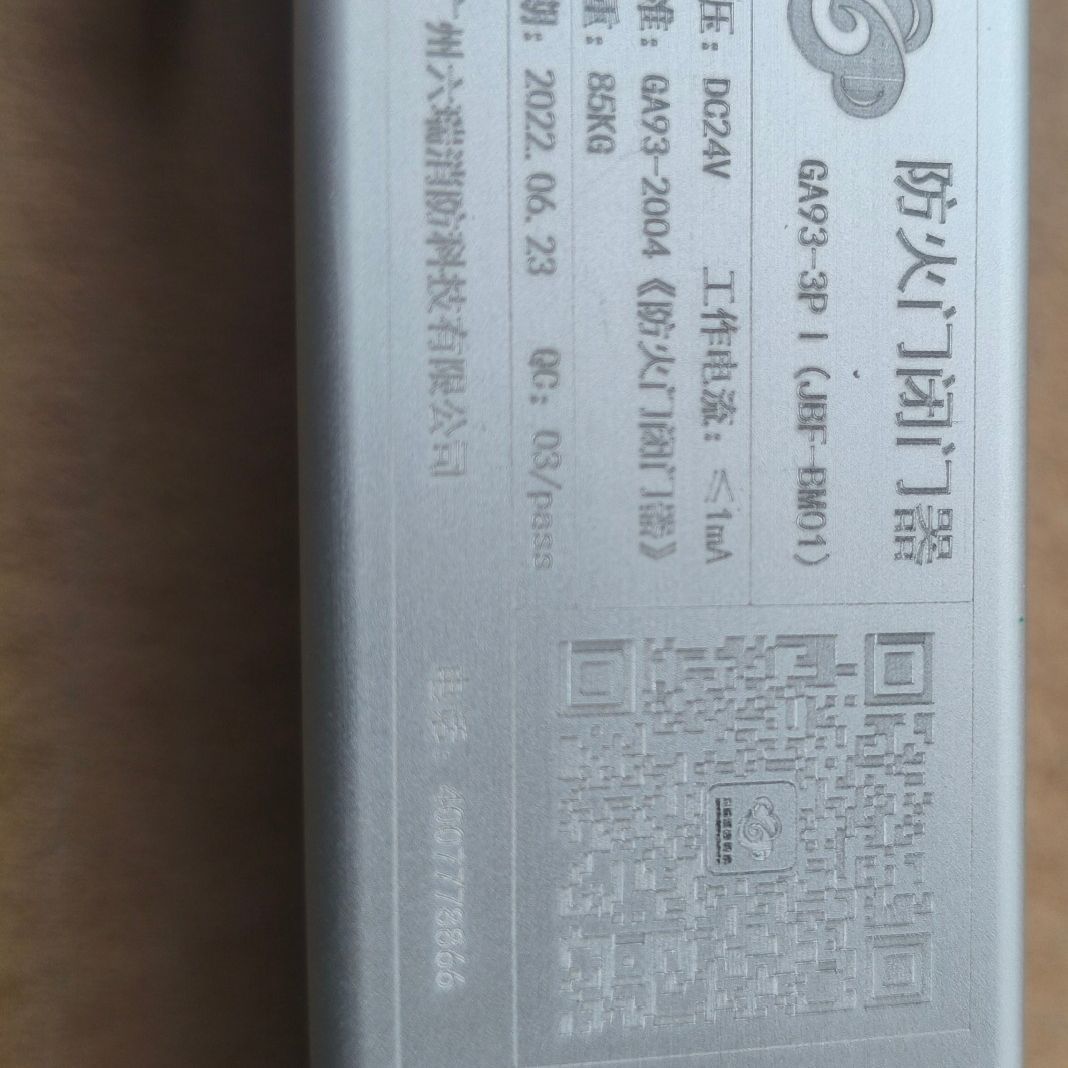 防火门闭门器
GA93-3PI (JBF-BM01)
压: DC24V 工作电流: ≤1mA
准: GA93-2004《防火门闭门器》
重: 85KG
期: 2022.06.23 QC: 03/pass
广州六瑞消防科技有限公司
电话: 4007778866